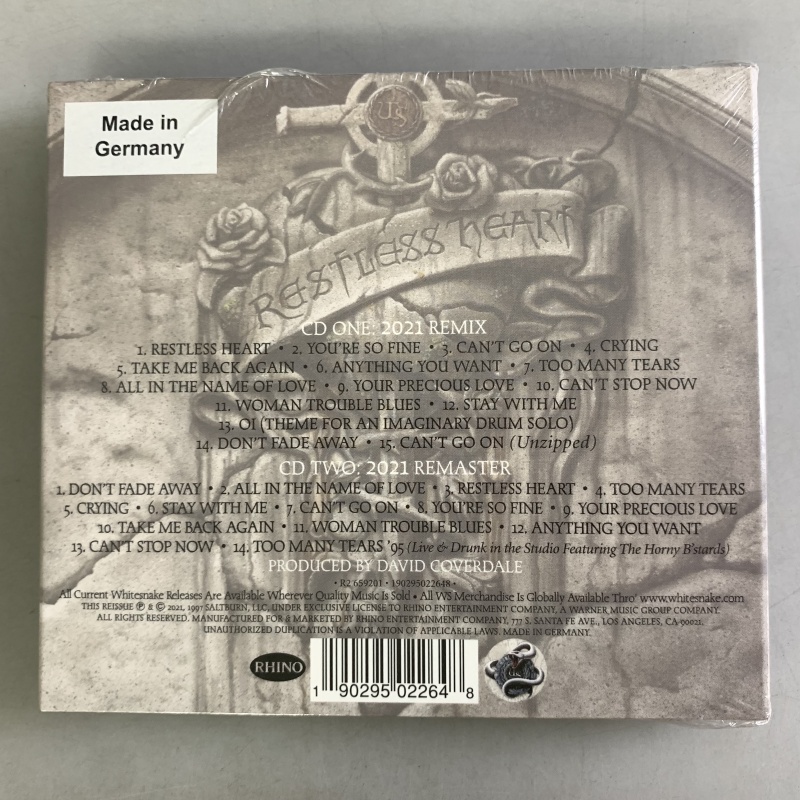 Made in
Germany
RESTLESS HEART
CD ONE: 2021 REMIX
1. RESTLESS HEART • 2. YOU'RE SO FINE • 3. CAN'T GO ON • 4. CRYING
5. TAKE ME BACK AGAIN • 6. ANYTHING YOU WANT • 7. TOO MANY TEARS
8. ALL IN THE NAME OF LOVE • 9. YOUR PRECIOUS LOVE • 10. CAN'T STOP NOW
11. WOMAN TROUBLE BLUES • 12. STAY WITH ME
13. OI (THEME FOR AN IMAGINARY DRUM SOLO)
14. DON'T FADE AWAY • 15. CAN'T GO ON (Unzipped)
CD TWO: 2021 REMASTER
1. DON'T FADE AWAY • 2. ALL IN THE NAME OF LOVE • 3. RESTLESS HEART • 4. TOO MANY TEARS
5. CRYING • 6. STAY WITH ME • 7. CAN'T GO ON • 8. YOU'RE SO FINE • 9. YOUR PRECIOUS LOVE
10. TAKE ME BACK AGAIN • 11. WOMAN TROUBLE BLUES • 12. ANYTHING YOU WANT
13. CAN'T STOP NOW • 14. TOO MANY TEARS '95 (Live & Drunk in the Studio Featuring The Horny B'stards)
PRODUCED BY DAVID COVERDALE
• R2 659201 • 190295022648 •
All Current Whitesnake Releases Are Available Wherever Quality Music Is Sold • All WS Merchandise Is Globally Available Thro' www.whitesnake.com
THIS REISSUE ℗ & © 2021, 1997 SALTBURN, LLC, UNDER EXCLUSIVE LICENSE TO RHINO ENTERTAINMENT COMPANY, A WARNER MUSIC GROUP COMPANY.
ALL RIGHTS RESERVED. MANUFACTURED FOR & MARKETED BY RHINO ENTERTAINMENT COMPANY, 777 S. SANTA FE AVE., LOS ANGELES, CA 90021.
UNAUTHORIZED DUPLICATION IS A VIOLATION OF APPLICABLE LAWS. MADE IN GERMANY.
RHINO
1 90295 02264 8